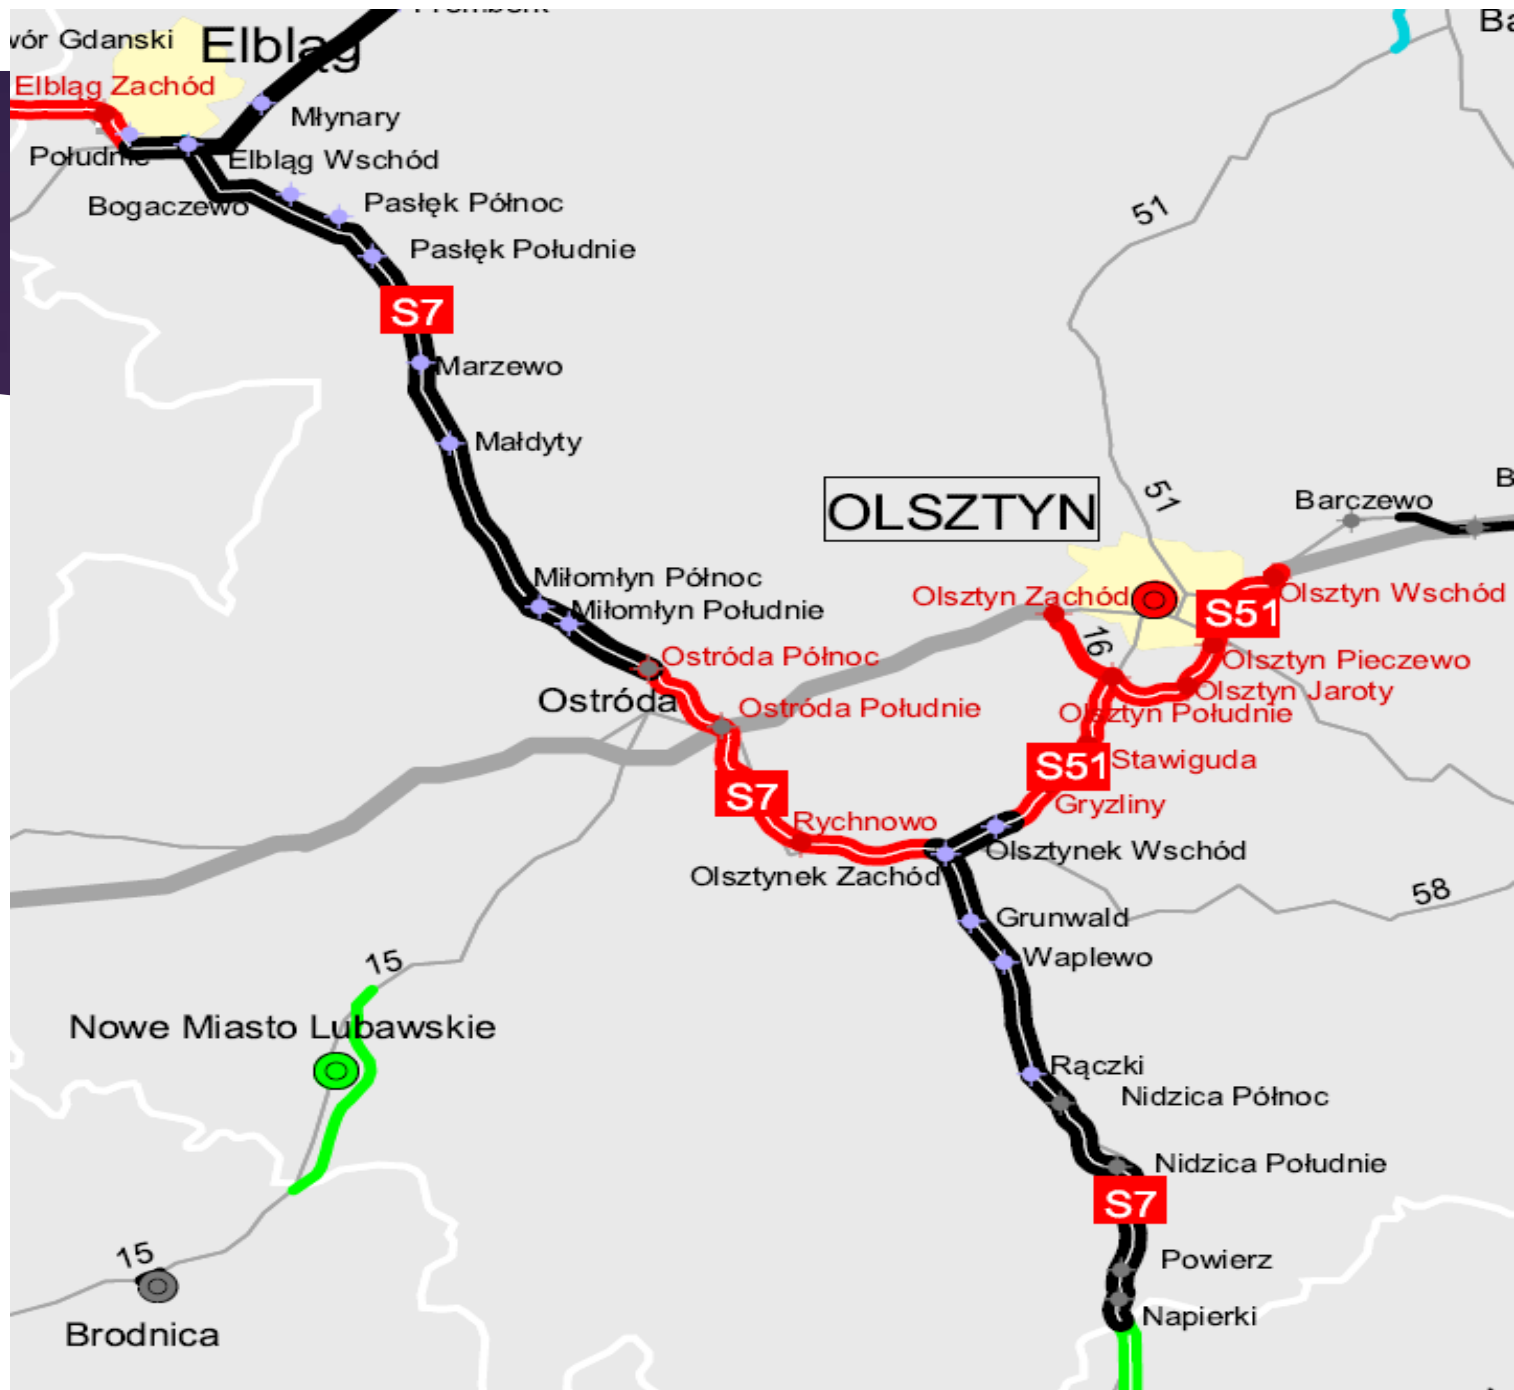 Elbląg
Elbląg Zachód
Młynary
Południe
Elbląg Wschód
Bogaczewo
Pasłęk Północ
51
Pasłęk Południe
S7
Marzewo
Małdyty
OLSZTYN
51
Barczewo
Miłomłyn Północ
Olsztyn Zachód
Olsztyn Wschód
Miłomłyn Południe
S51
16
Ostróda Północ
Olsztyn Pieczewo
Ostróda
Olsztyn Jaroty
Ostróda Południe
Olsztyn Południe
S51
Stawiguda
S7
Gryzliny
Rychnowo
Olsztynek Wschód
Olsztynek Zachód
58
Grunwald
15
Waplewo
Nowe Miasto Lubawskie
Rączki
Nidzica Północ
Nidzica Południe
S7
15
Powierz
Napierki
Brodnica